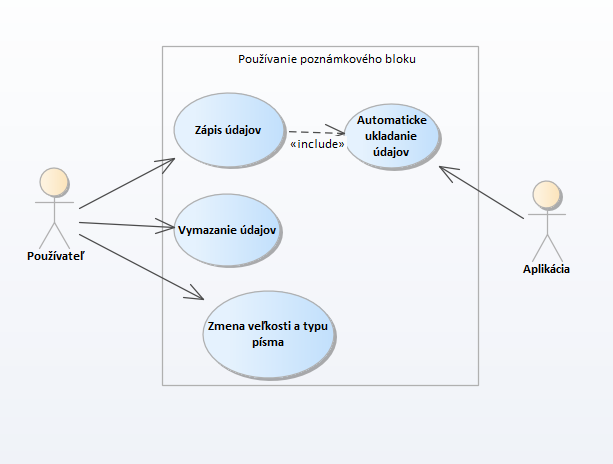 Používanie poznámkového bloku
Zápis údajov
Automaticke
ukladanie
údajov
«include»
Vymazanie údajov
Používateľ
Aplikácia
Zmena veľkosti a typu
písma